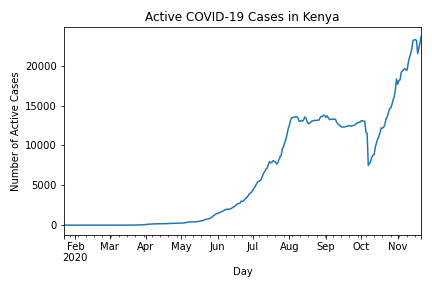 Active COVID-19 Cases in Kenya
Number of Active Cases
20000
15000
10000
5000
0
Feb Mar Apr May Jun Jul Aug Sep Oct Nov
2020
Day